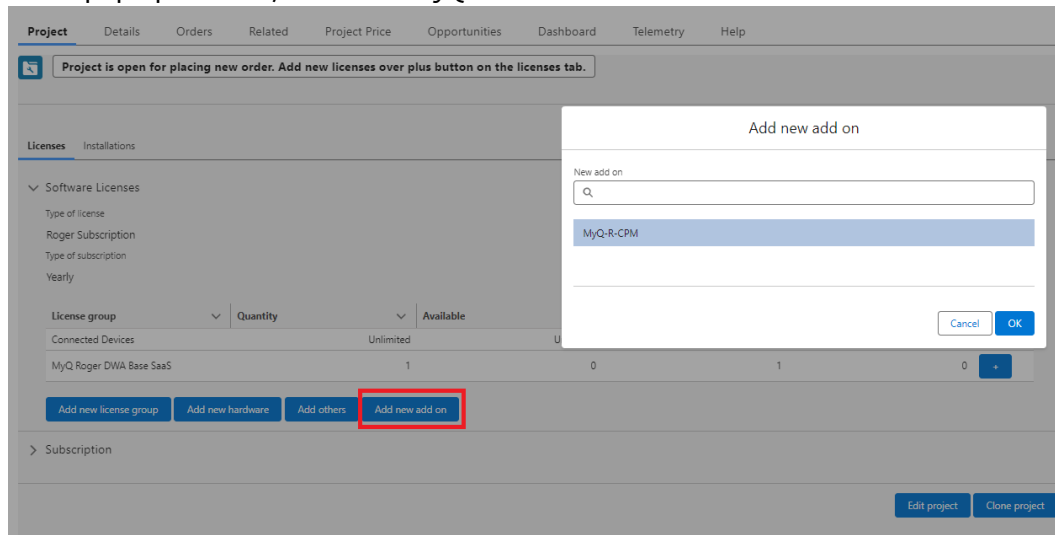 Project Details Orders Related Project Price Opportunities Dashboard Telemetry Help
Project is open for placing new order. Add new licenses over plus button on the licenses tab.
Add new add on
Licenses Installations
New add on
Software Licenses
Type of license
Roger Subscription
MyQ-R-CPM
Type of subscription
Yearly
License group Quantity Available
Cancel OK
Connected Devices Unlimited U
MyQ Roger DWA Base SaaS 1 0 1 0 +
Add new license group Add new hardware Add others Add new add on
Subscription
Edit project Clone project